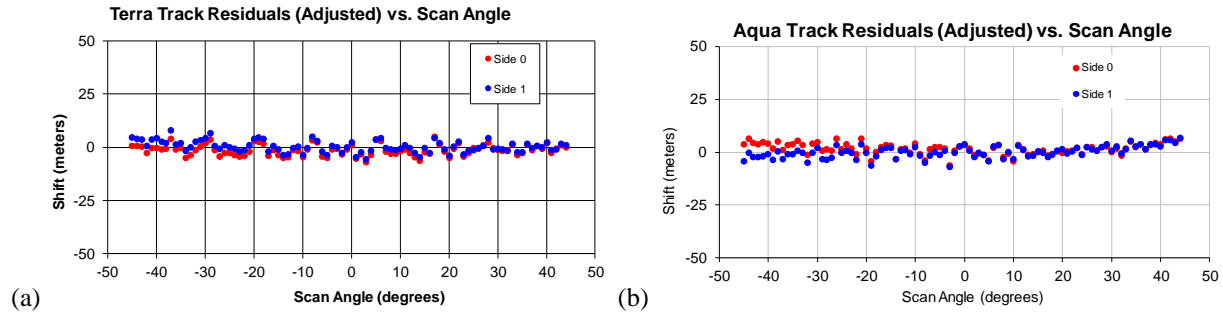 Terra Track Residuals (Adjusted) vs. Scan Angle
50
25
0
-25
-50
Shift (meters)
Side 0
Side 1
-50 -40 -30 -20 -10 0 10 20 30 40 50
Scan Angle (degrees)
(a)
Aqua Track Residuals (Adjusted) vs. Scan Angle
50
25
0
-25
-50
Shift (meters)
Side 0
Side 1
-50 -40 -30 -20 -10 0 10 20 30 40 50
Scan Angle (degrees)
(b)